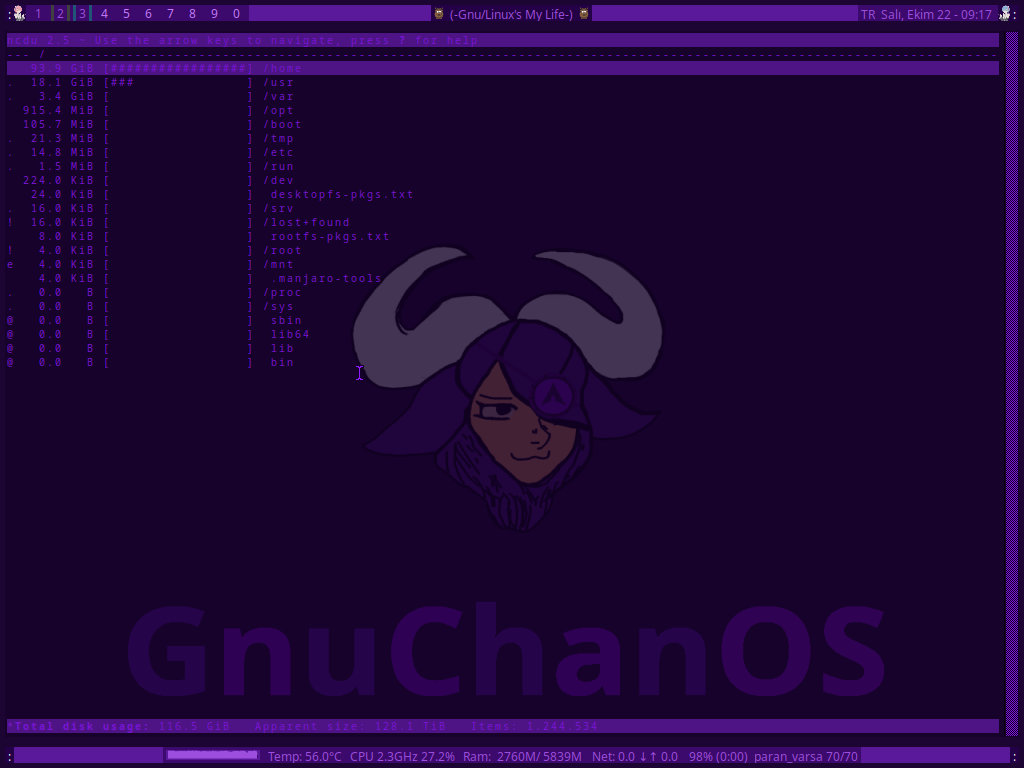 : 1 2 3 4 5 6 7 8 9 0 (-Gnu/Linux's My Life-) TR Salı, Ekim 22 - 09:17 :
ncdu 2.5 ~ Use the arrow keys to navigate, press ? for help
--- / ---
93.9 GiB [#################] /home
. 18.1 GiB [### ] /usr
. 3.4 GiB [ ] /var
915.4 MiB [ ] /opt
105.7 MiB [ ] /boot
. 21.3 MiB [ ] /tmp
. 14.8 MiB [ ] /etc
. 1.5 MiB [ ] /run
224.0 KiB [ ] /dev
24.0 KiB [ ] desktopfs-pkgs.txt
. 16.0 KiB [ ] /srv
! 16.0 KiB [ ] /lost+found
8.0 KiB [ ] rootfs-pkgs.txt
! 4.0 KiB [ ] /root
e 4.0 KiB [ ] /mnt
4.0 KiB [ ] .manjaro-tools
. 0.0 B [ ] /proc
. 0.0 B [ ] /sys
@ 0.0 B [ ] sbin
@ 0.0 B [ ] lib64
@ 0.0 B [ ] lib
@ 0.0 B [ ] bin
GnuChanOS
*Total disk usage: 116.5 GiB Apparent size: 128.1 TiB Items: 1.244.534
: Temp: 56.0°C CPU 2.3GHz 27.2% Ram: 2760M/ 5839M Net: 0.0 ↓↑ 0.0 98% (0:00) paran_varsa 70/70 :